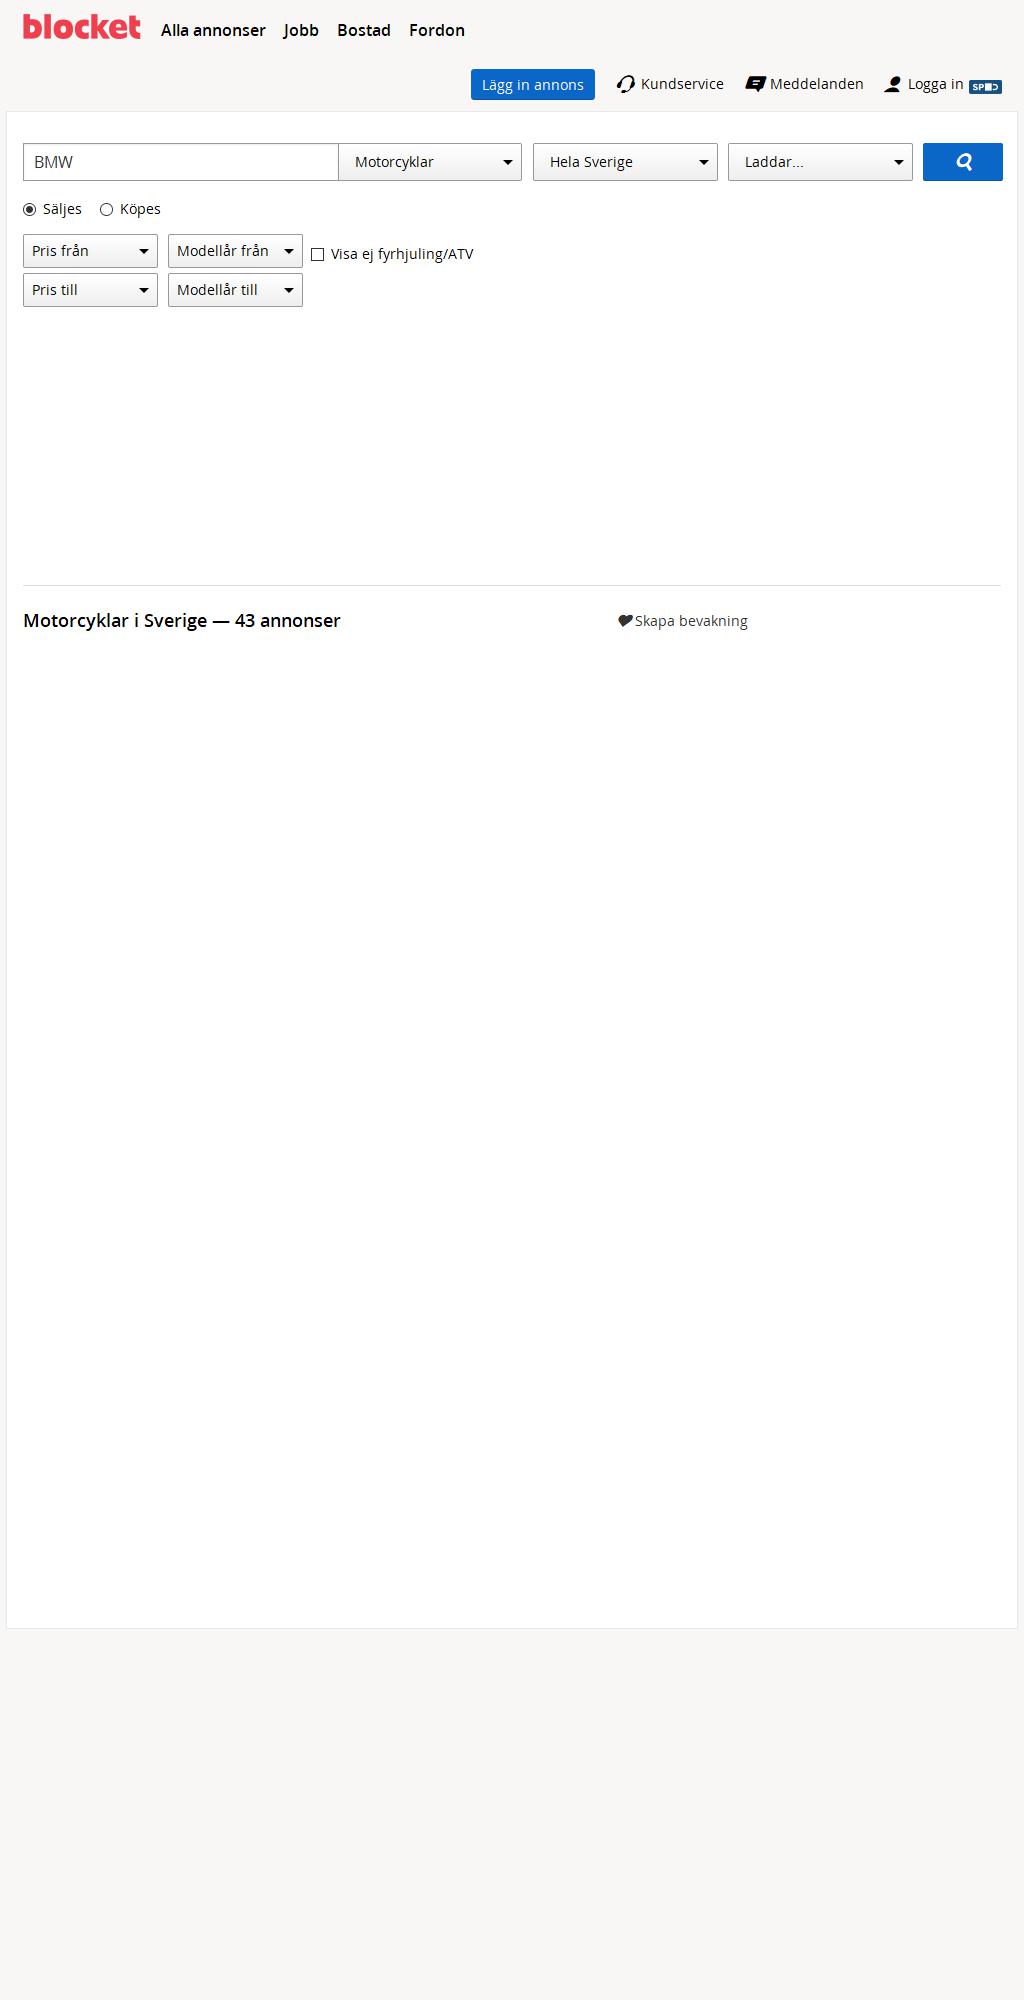 blocket Alla annonser Jobb Bostad Fordon
Lägg in annons Kundservice Meddelanden Logga in SPiD
BMW Motorcyklar Hela Sverige Laddar...
Säljes Köpes
Pris från Modellår från Visa ej fyrhjuling/ATV
Pris till Modellår till
Motorcyklar i Sverige — 43 annonser Skapa bevakning